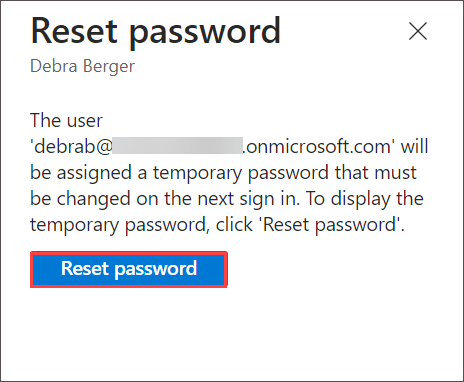 Reset password
Debra Berger
The user
'debrab@ .onmicrosoft.com' will
be assigned a temporary password that must
be changed on the next sign in. To display the
temporary password, click 'Reset password'.
Reset password